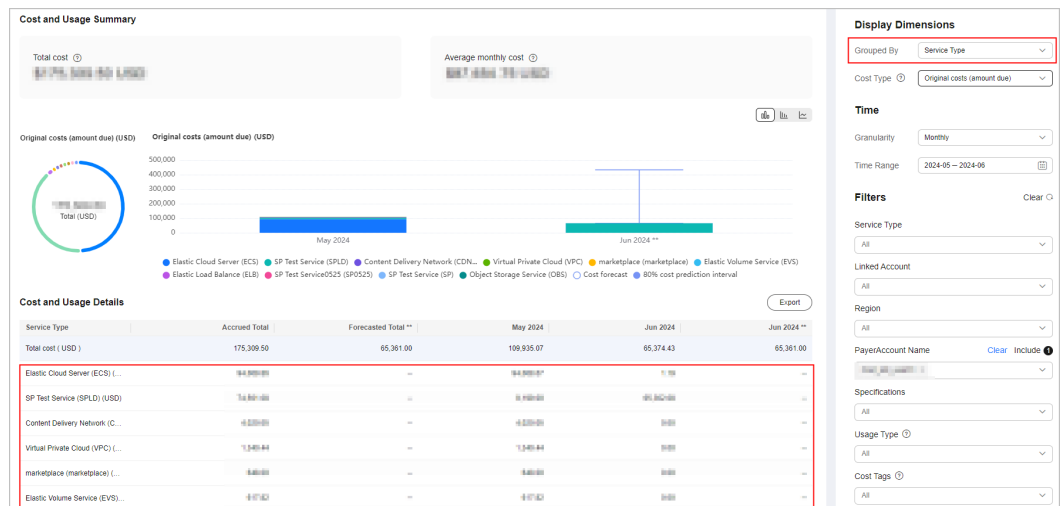 Cost and Usage Summary
Total cost
Average monthly cost
Original costs (amount due) (USD)
Original costs (amount due) (USD)
500,000
400,000
300,000
200,000
100,000
0
Total (USD)
May 2024
Jun 2024 **
Elastic Cloud Server (ECS) SP Test Service (SPLD) Content Delivery Network (CDN... Virtual Private Cloud (VPC) marketplace (marketplace) Elastic Volume Service (EVS)
Elastic Load Balance (ELB) SP Test Service0525 (SP0525) SP Test Service (SP) Object Storage Service (OBS) Cost forecast 80% cost prediction interval
Cost and Usage Details
Export
Service Type Accrued Total Forecasted Total ** May 2024 Jun 2024 Jun 2024 **
Total cost ( USD ) 175,309.50 65,361.00 109,935.07 65,374.43 65,361.00
Elastic Cloud Server (ECS) (...
SP Test Service (SPLD) (USD)
Content Delivery Network (C...
Virtual Private Cloud (VPC) (...
marketplace (marketplace) (...
Elastic Volume Service (EVS)...
Display Dimensions
Grouped By Service Type
Cost Type Original costs (amount due)
Time
Granularity Monthly
Time Range 2024-05 – 2024-06
Filters Clear
Service Type
All
Linked Account
All
Region
All
PayerAccount Name Clear Include 1
Specifications
All
Usage Type
All
Cost Tags
All